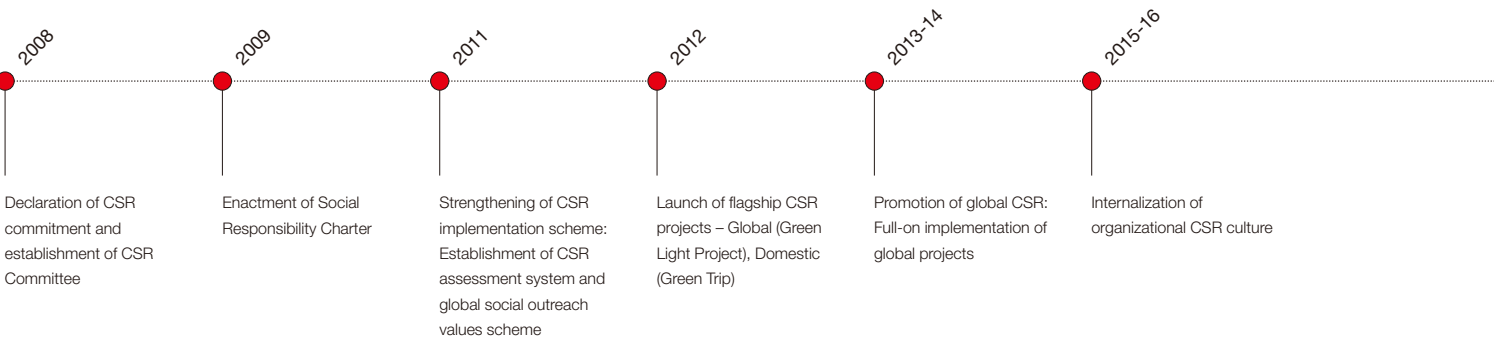 2008
Declaration of CSR
commitment and
establishment of CSR
Committee
2009
Enactment of Social
Responsibility Charter
2011
Strengthening of CSR
implementation scheme:
Establishment of CSR
assessment system and
global social outreach
values scheme
2012
Launch of flagship CSR
projects – Global (Green
Light Project), Domestic
(Green Trip)
2013-14
Promotion of global CSR:
Full-on implementation of
global projects
2015-16
Internalization of
organizational CSR culture